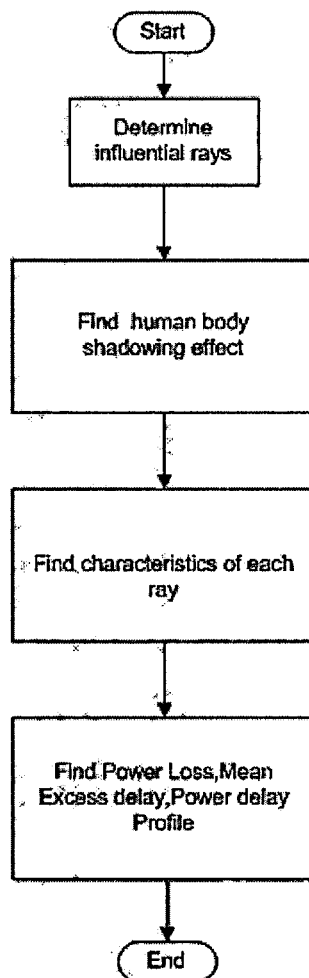 Start
Determine
influential rays
Find human body
shadowing effect
Find characteristics of each
ray
Find Power Loss,Mean
Excess delay,Power delay
Profile
End